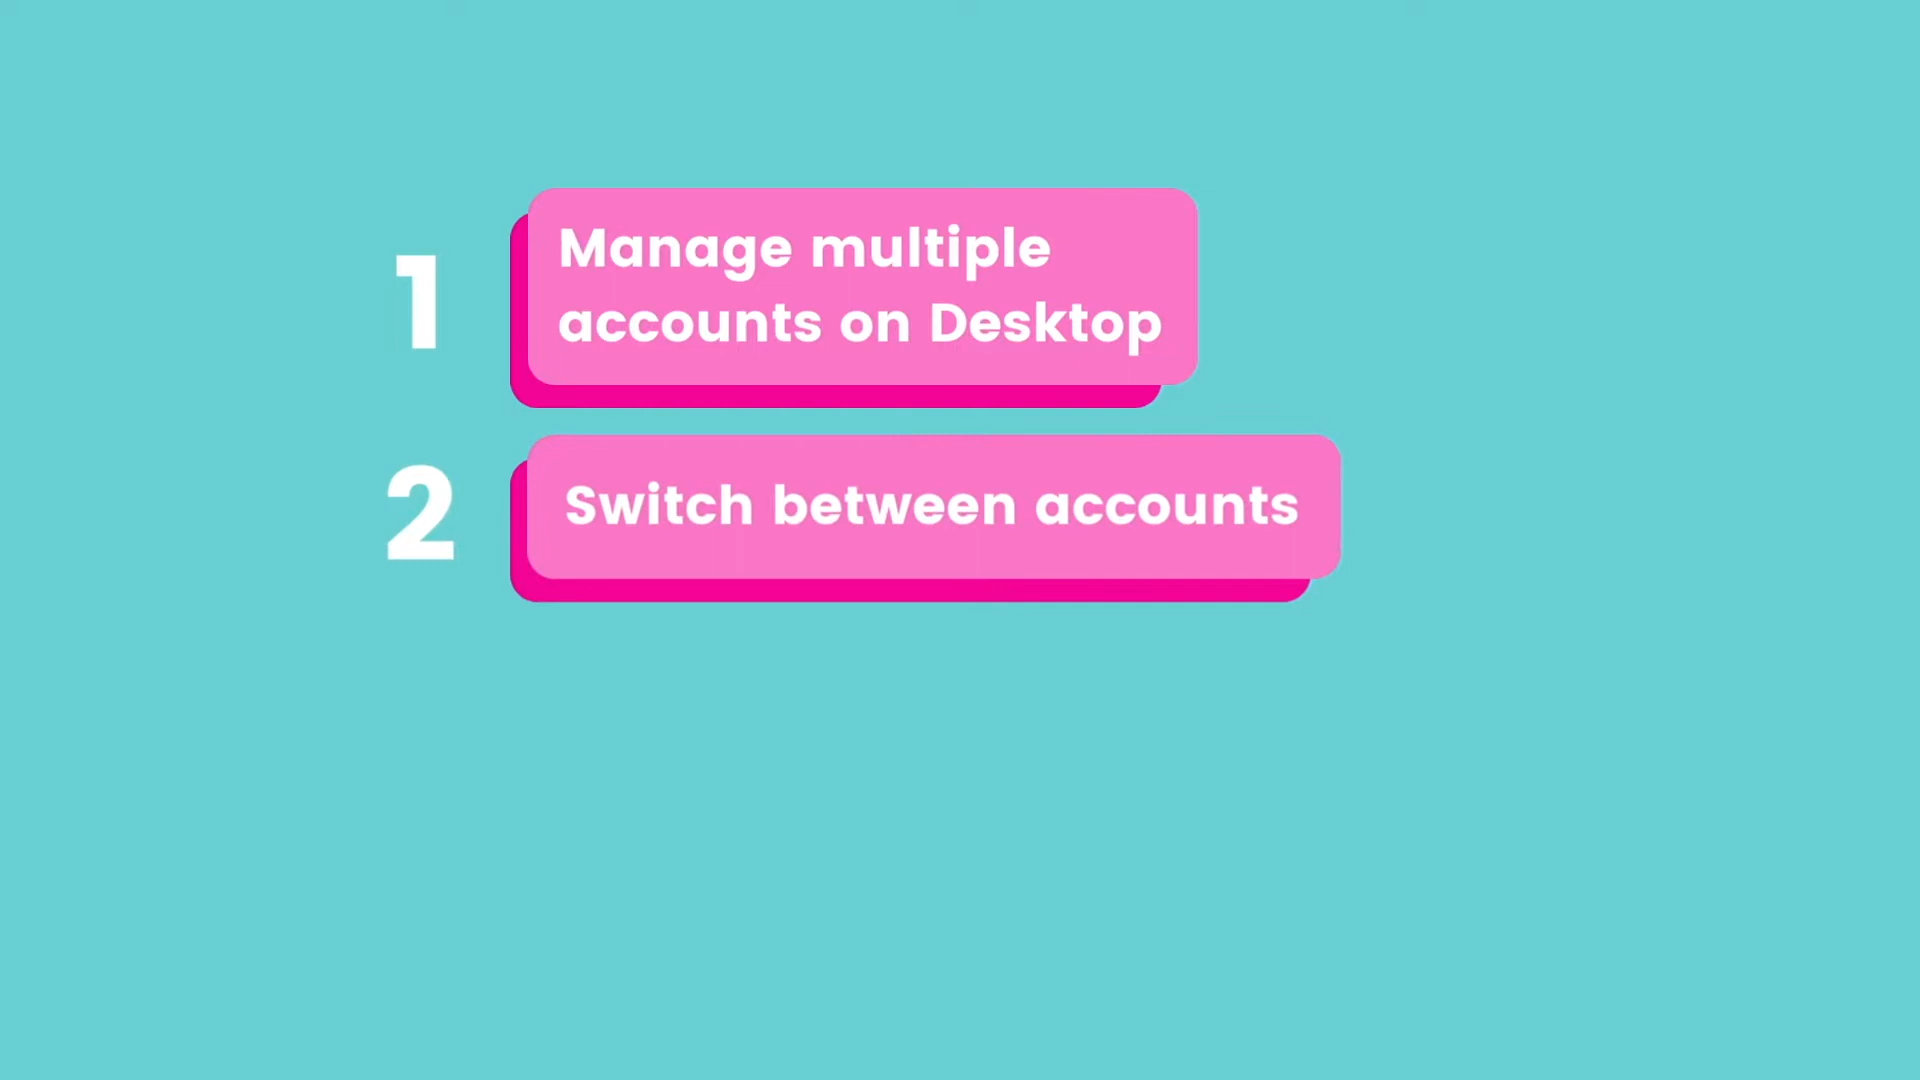 1
Manage multiple
accounts on Desktop
2
Switch between accounts